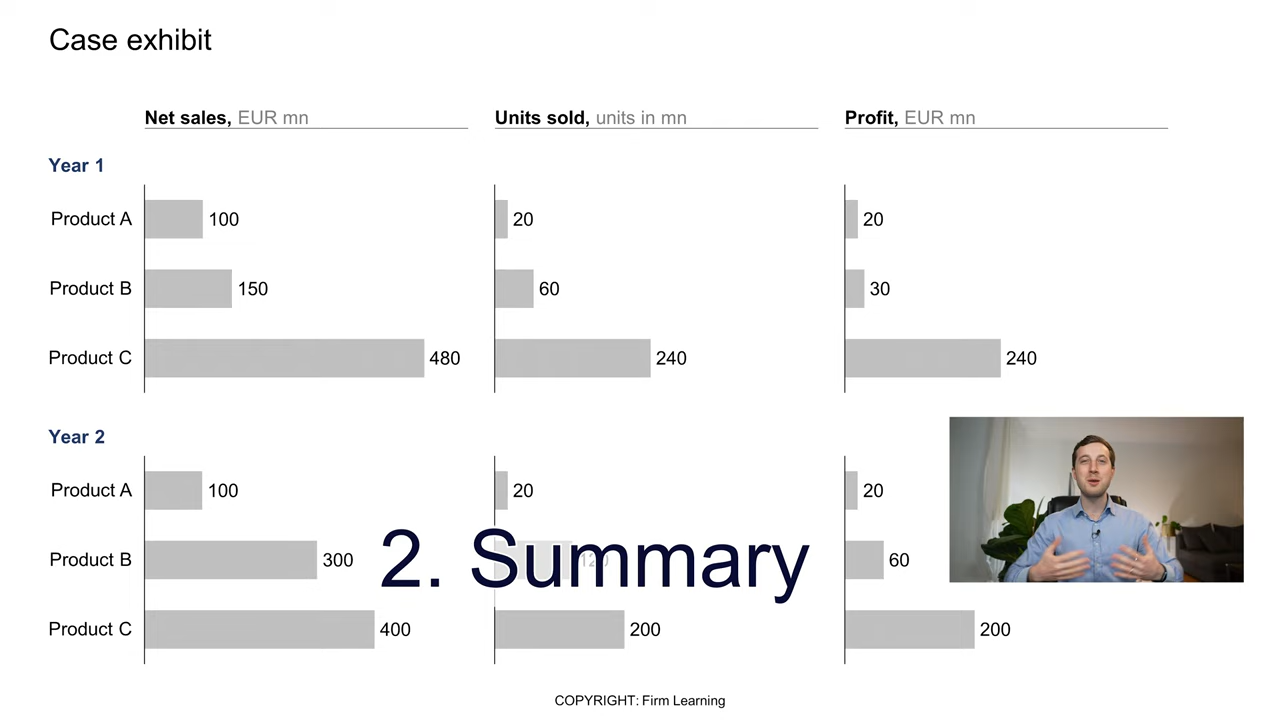 Case exhibit
Net sales, EUR mn
Units sold, units in mn
Profit, EUR mn
Year 1
Product A 100 20 20
Product B 150 60 30
Product C 480 240 240
Year 2
Product A 100 20 20
Product B 300 120 60
2. Summary
Product C 400 200 200
COPYRIGHT: Firm Learning